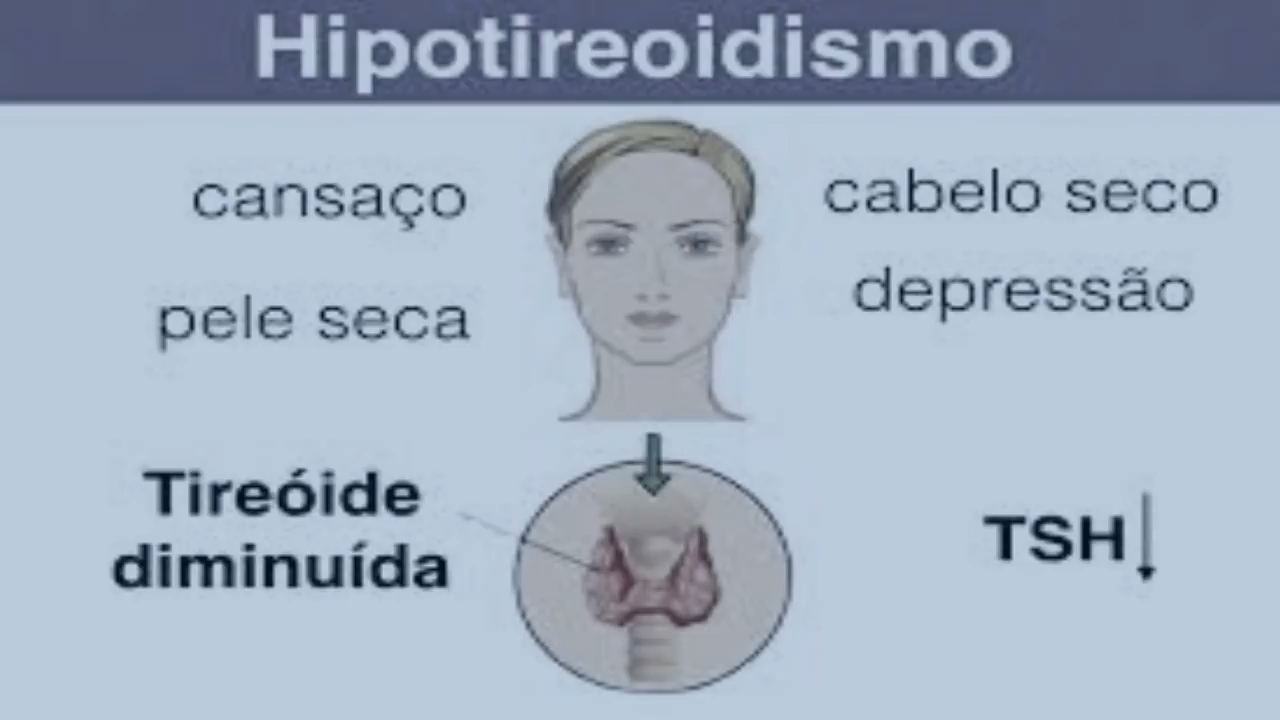 Hipotireoidismo
cansaço
cabelo seco
pele seca
depressão
Tireóide
diminuída
TSH↓